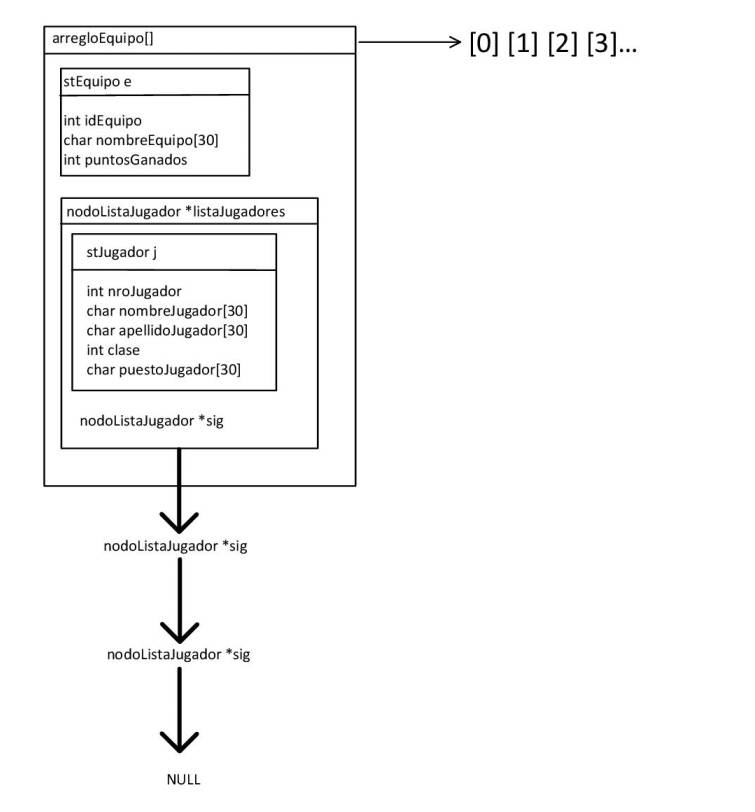 arregloEquipo[]
[0] [1] [2] [3]...
stEquipo e
int idEquipo
char nombreEquipo[30]
int puntosGanados
nodoListaJugador *listaJugadores
stJugador j
int nroJugador
char nombreJugador[30]
char apellidoJugador[30]
int clase
char puestoJugador[30]
nodoListaJugador *sig
nodoListaJugador *sig
nodoListaJugador *sig
NULL